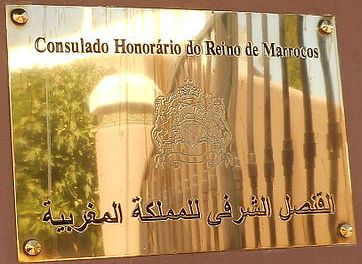 Consulado Honorário do Reino de Marrocos
القنصل الشرفي للمملكة المغربية